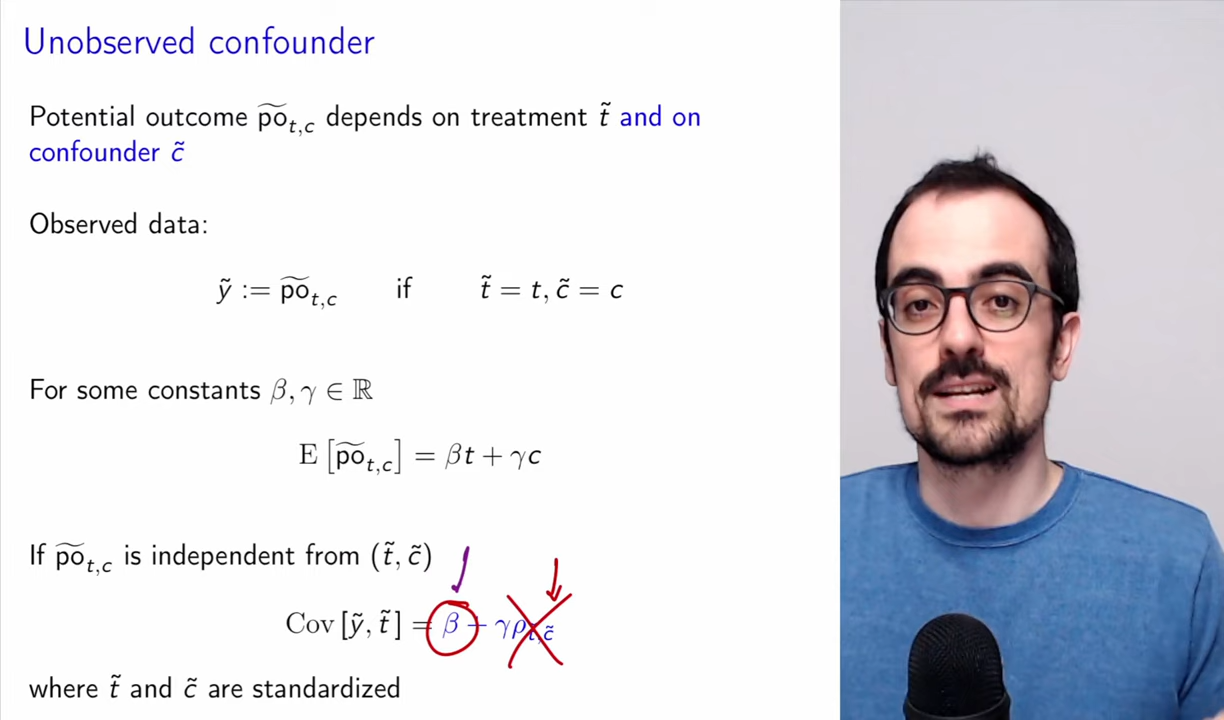 Unobserved confounder
Potential outcome p͠o_{t,c} depends on treatment t̃ and on
confounder c̃
Observed data:
ỹ := p͠o_{t,c} if t̃ = t, c̃ = c
For some constants β, γ ∈ ℝ
E [p͠o_{t,c}] = βt + γc
If p͠o_{t,c} is independent from (t̃, c̃)
Cov [ỹ, t̃] = β + γρ_{t̃,c̃}
where t̃ and c̃ are standardized